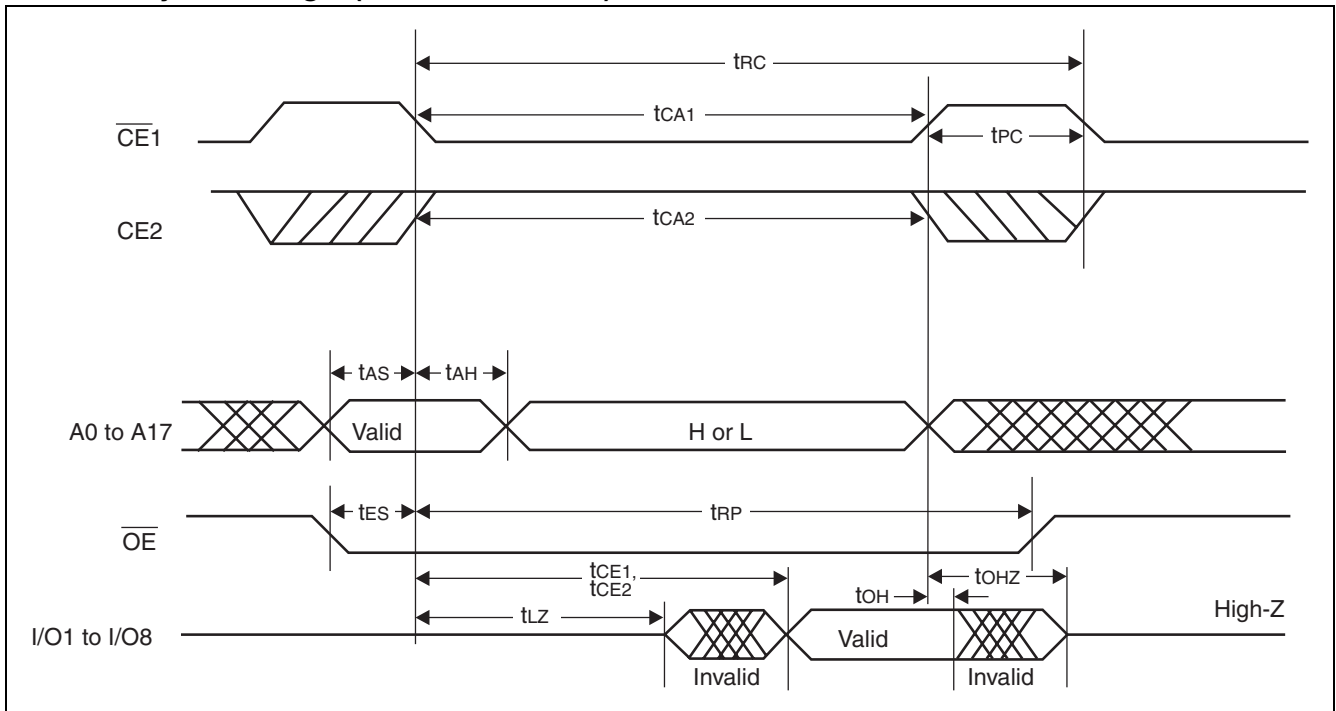 tRC
CE1
tCA1
tPC
CE2
tCA2
tAS
tAH
A0 to A17
Valid
H or L
OE
tES
tRP
tCE1,
tCE2
tOHZ
tOH
tLZ
High-Z
I/O1 to I/O8
Valid
Invalid
Invalid